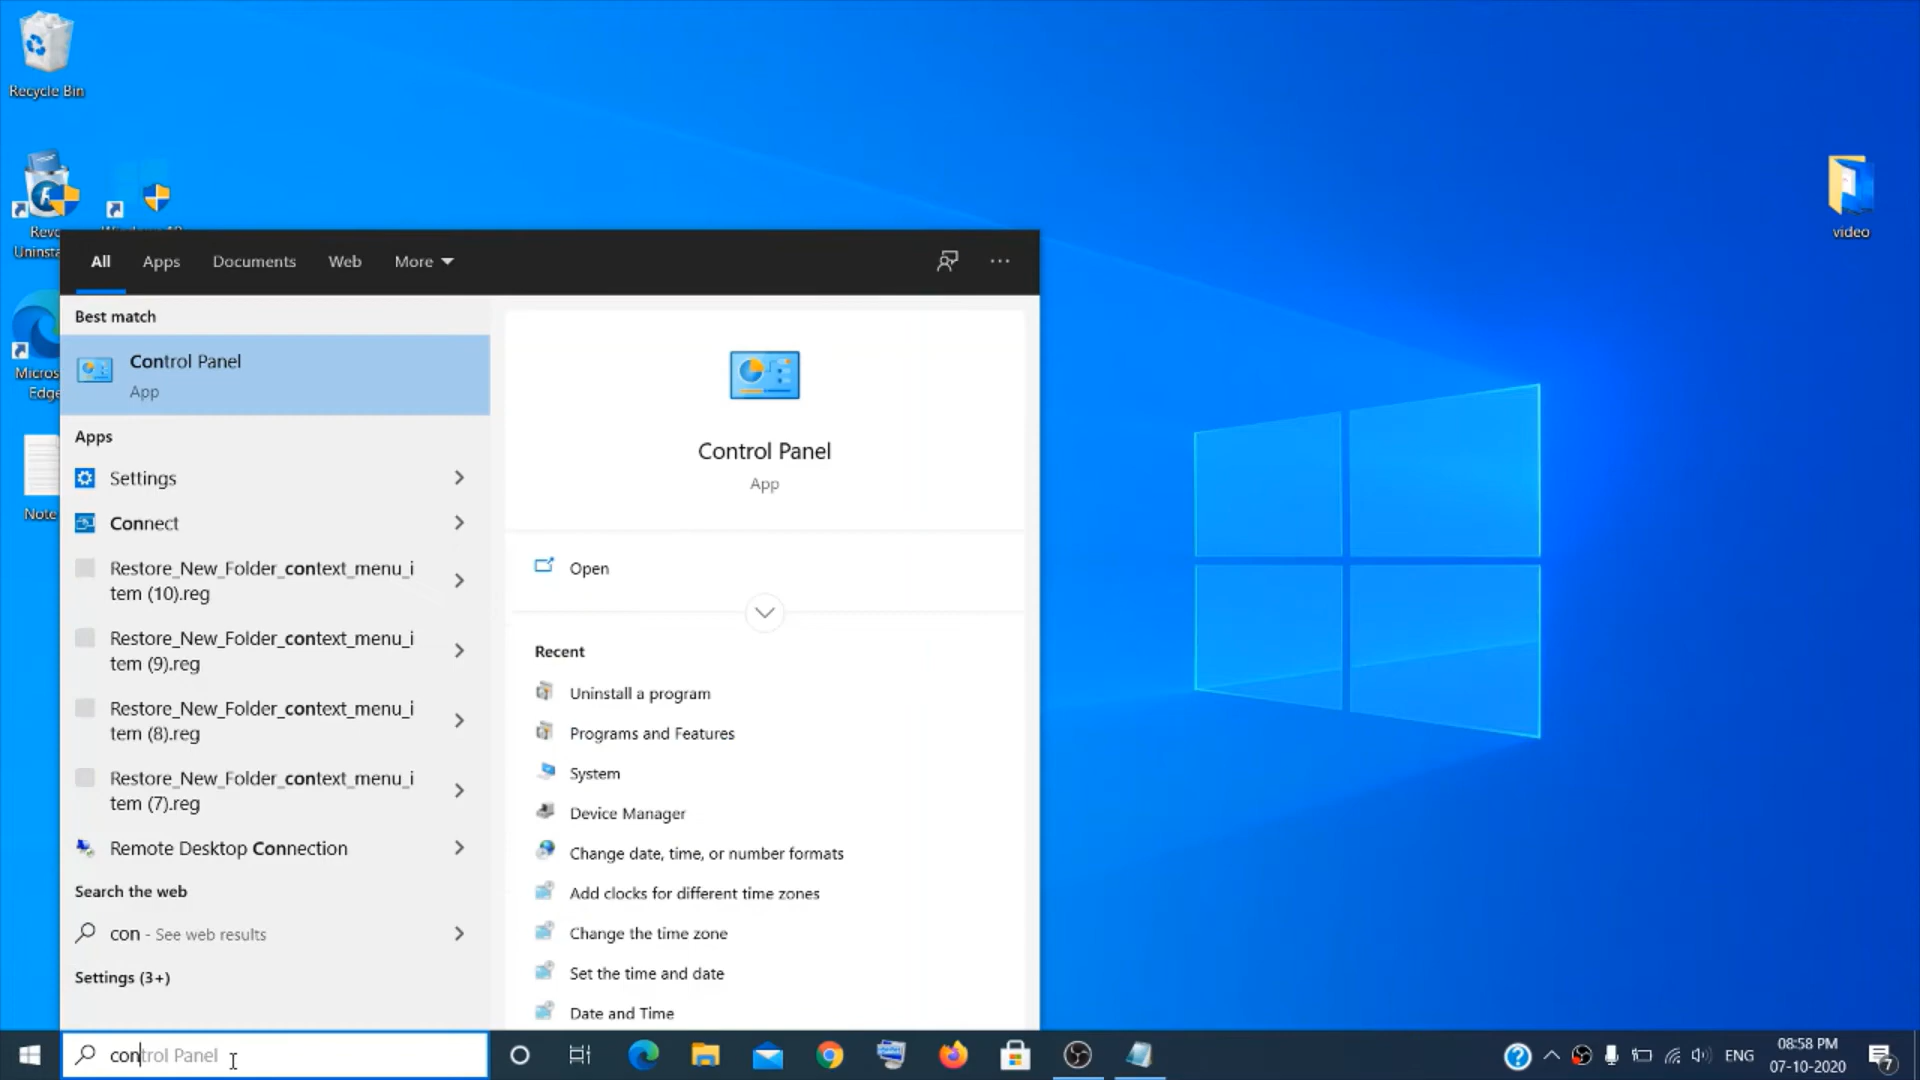 Recycle Bin
Revo
Uninsta
Micros
Edge
Note
video
All Apps Documents Web More
Best match
Control Panel
App
Apps
Settings
Connect
Restore_New_Folder_context_menu_i
tem (10).reg
Restore_New_Folder_context_menu_i
tem (9).reg
Restore_New_Folder_context_menu_i
tem (8).reg
Restore_New_Folder_context_menu_i
tem (7).reg
Remote Desktop Connection
Search the web
con - See web results
Settings (3+)
Control Panel
App
Open
Recent
Uninstall a program
Programs and Features
System
Device Manager
Change date, time, or number formats
Add clocks for different time zones
Change the time zone
Set the time and date
Date and Time
control Panel
ENG
08:58 PM
07-10-2020
7